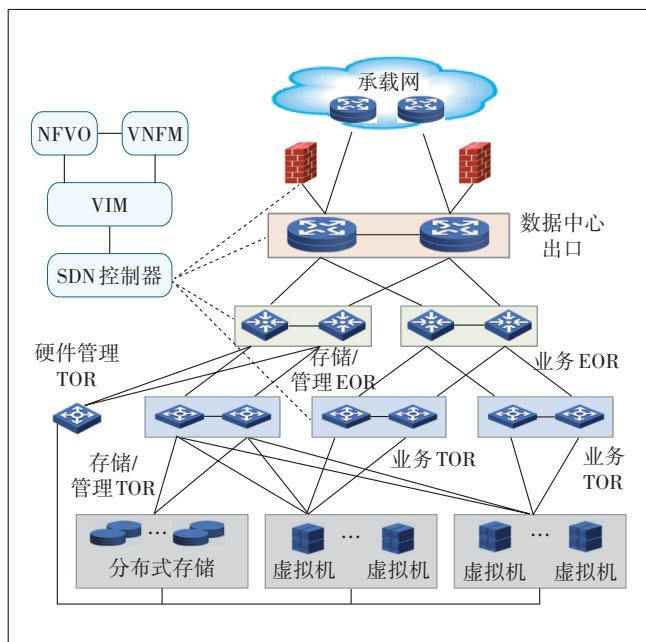 承载网
NFVO
VNFM
VIM
数据中心
出口
SDN控制器
硬件管理
TOR
存储/
管理EOR
业务EOR
存储/
管理TOR
业务TOR
业务
TOR
...
分布式存储
...
虚拟机 虚拟机
...
虚拟机 虚拟机